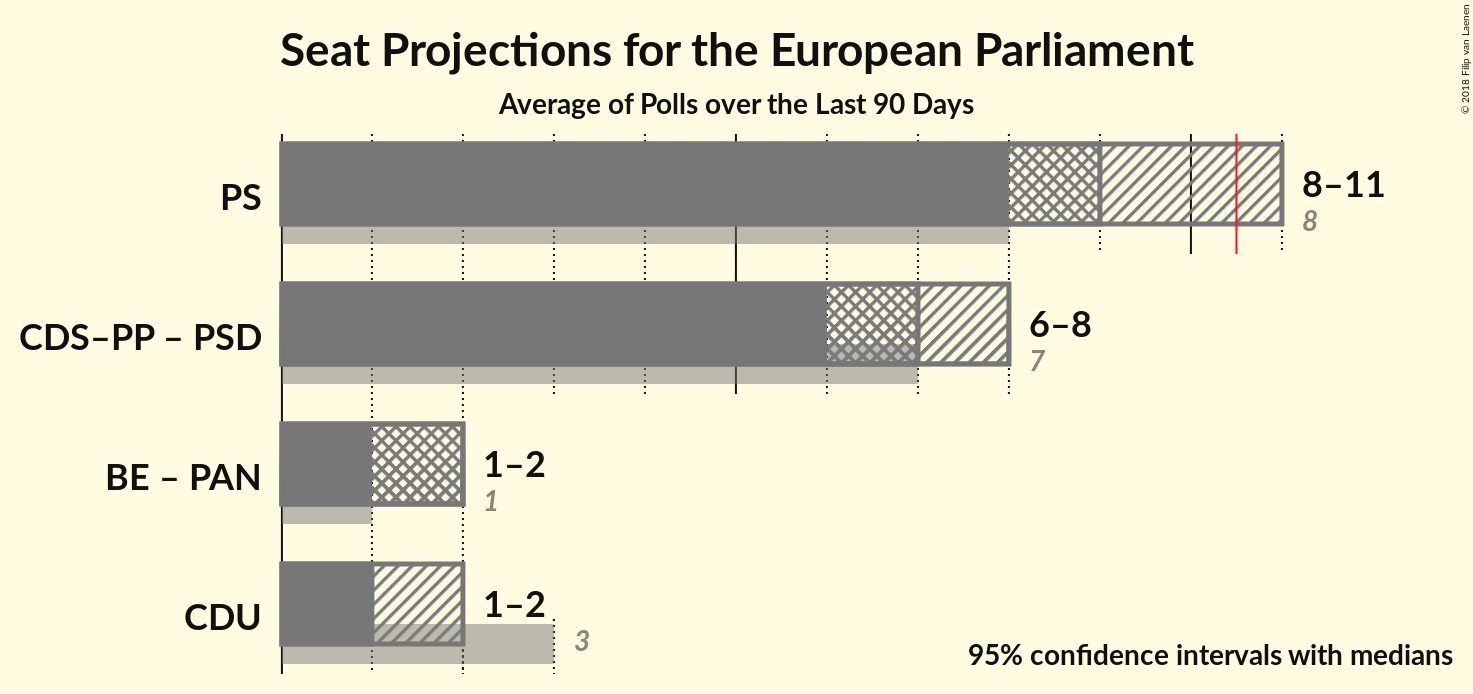 Seat Projections for the European Parliament
Average of Polls over the Last 90 Days
© 2018 Filip van Laenen
PS
8–11
8
CDS–PP – PSD
6–8
7
BE – PAN
1–2
1
CDU
1–2
3
95% confidence intervals with medians